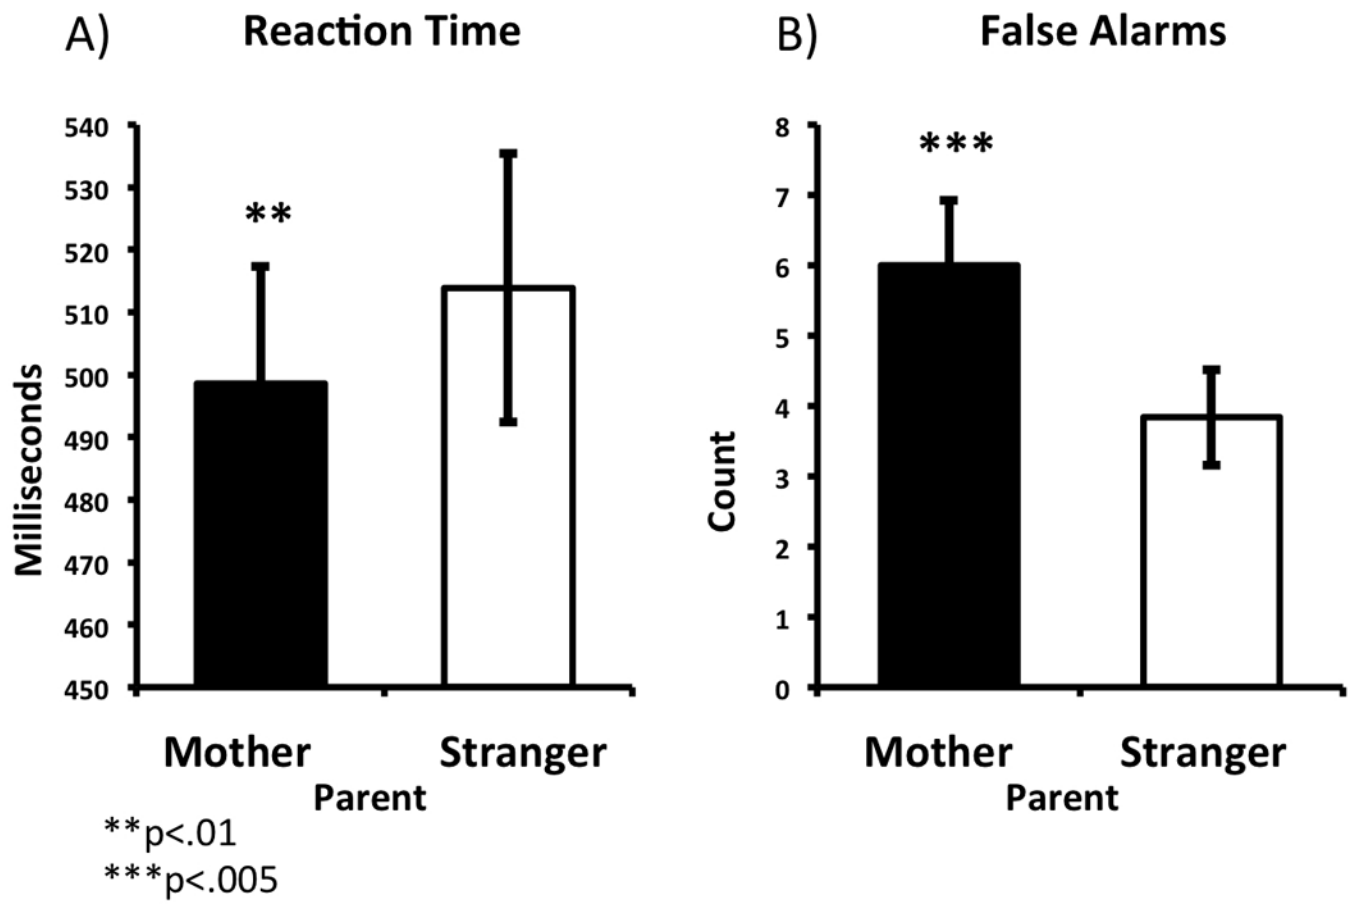 A) Reaction Time
540
530
520
510
500
490
480
470
460
450
**
Milliseconds
Mother Stranger
Parent
**p<.01
***p<.005
B) False Alarms
8
7
6
5
4
3
2
1
0
***
Count
Mother Stranger
Parent